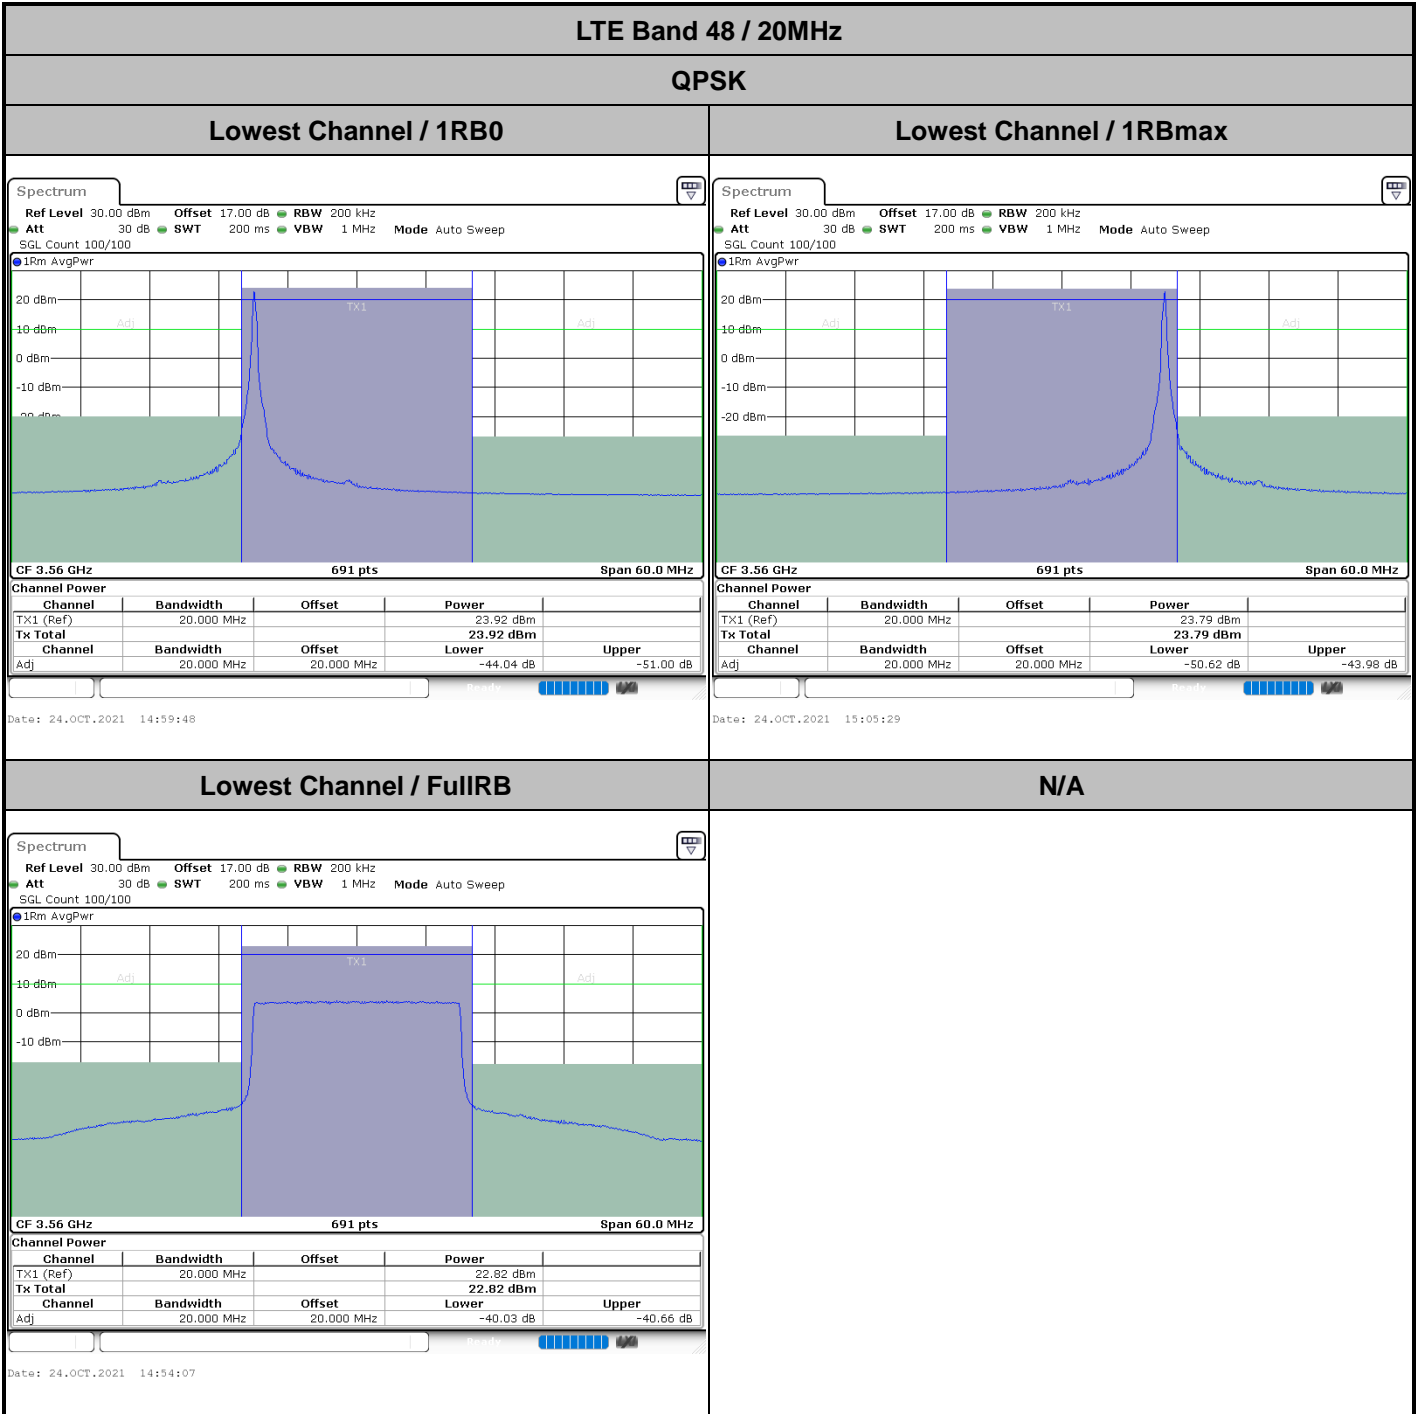 LTE Band 48 / 20MHz
QPSK
Lowest Channel / 1RB0
Lowest Channel / 1RBmax
Spectrum
Ref Level 30.00 dBm Offset 17.00 dB RBW 200 kHz
Att 30 dB SWT 200 ms VBW 1 MHz Mode Auto Sweep
SGL Count 100/100
1Rm AvgPwr
20 dBm
TX1
10 dBm
Adj
Adj
0 dBm
-10 dBm
-20 dBm
CF 3.56 GHz 691 pts Span 60.0 MHz
Channel Power
Channel Bandwidth Offset Power
TX1 (Ref) 20.000 MHz 23.92 dBm
Tx Total 23.92 dBm
Channel Bandwidth Offset Lower Upper
Adj 20.000 MHz 20.000 MHz -44.04 dB -51.00 dB
Ready
Date: 24.OCT.2021 14:59:48
Spectrum
Ref Level 30.00 dBm Offset 17.00 dB RBW 200 kHz
Att 30 dB SWT 200 ms VBW 1 MHz Mode Auto Sweep
SGL Count 100/100
1Rm AvgPwr
20 dBm
TX1
10 dBm
Adj
Adj
0 dBm
-10 dBm
-20 dBm
CF 3.56 GHz 691 pts Span 60.0 MHz
Channel Power
Channel Bandwidth Offset Power
TX1 (Ref) 20.000 MHz 23.79 dBm
Tx Total 23.79 dBm
Channel Bandwidth Offset Lower Upper
Adj 20.000 MHz 20.000 MHz -50.62 dB -43.98 dB
Ready
Date: 24.OCT.2021 15:05:29
Lowest Channel / FullRB
N/A
Spectrum
Ref Level 30.00 dBm Offset 17.00 dB RBW 200 kHz
Att 30 dB SWT 200 ms VBW 1 MHz Mode Auto Sweep
SGL Count 100/100
1Rm AvgPwr
20 dBm
TX1
10 dBm
Adj
Adj
0 dBm
-10 dBm
CF 3.56 GHz 691 pts Span 60.0 MHz
Channel Power
Channel Bandwidth Offset Power
TX1 (Ref) 20.000 MHz 22.82 dBm
Tx Total 22.82 dBm
Channel Bandwidth Offset Lower Upper
Adj 20.000 MHz 20.000 MHz -40.03 dB -40.66 dB
Ready
Date: 24.OCT.2021 14:54:07